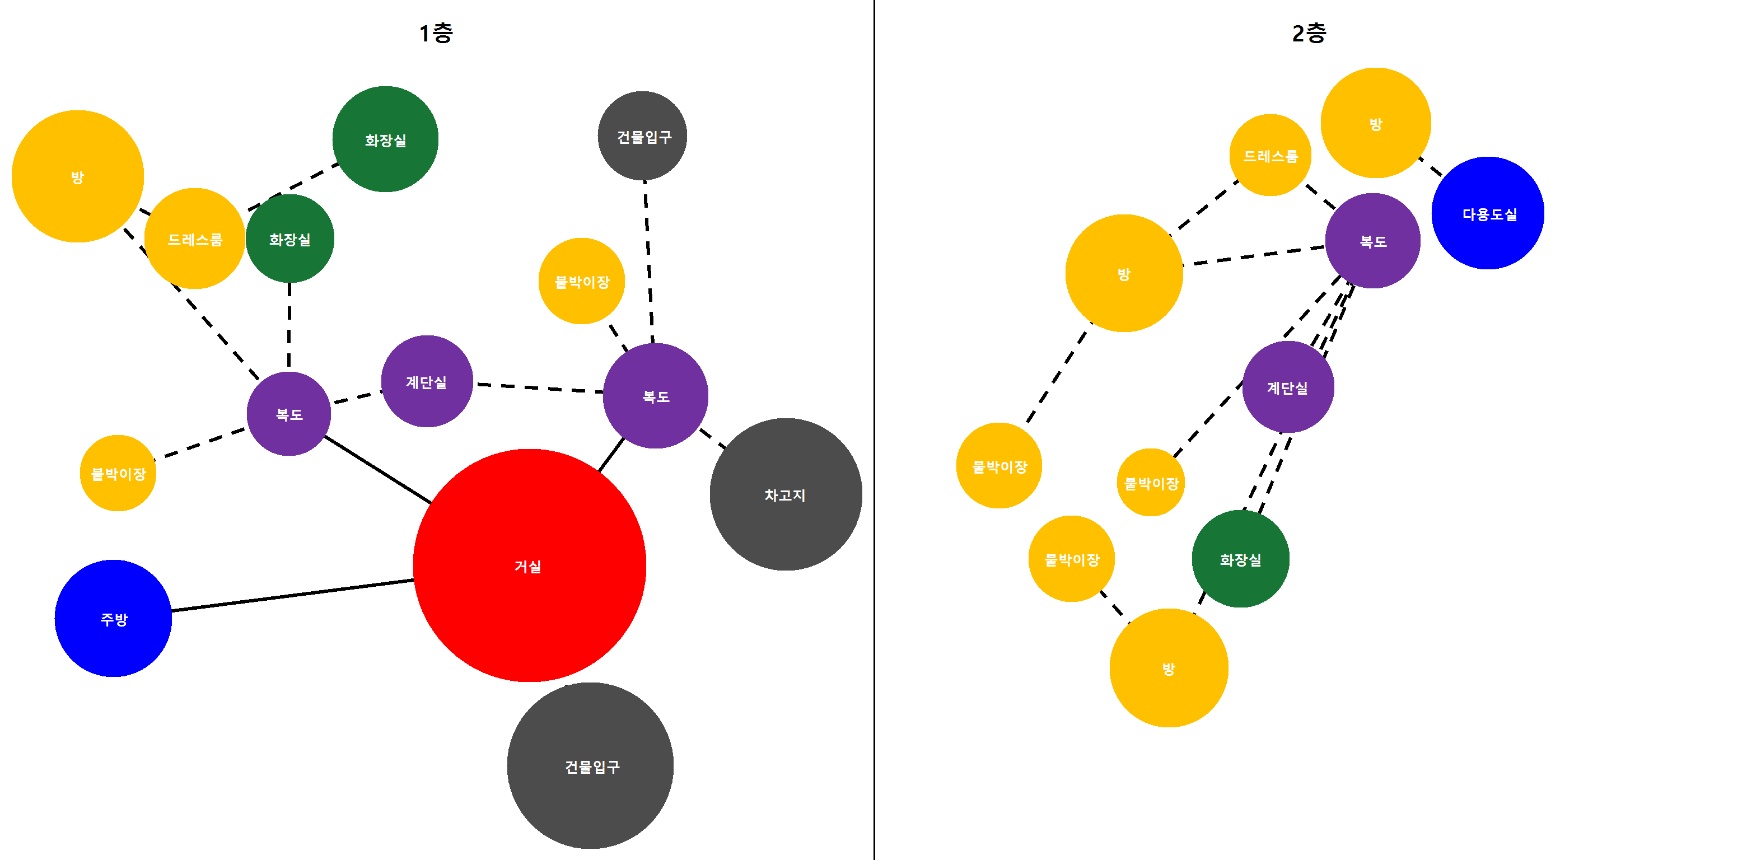 1층
화장실
건물입구
방
드레스룸
화장실
붙박이장
계단실
복도
복도
붙박이장
차고지
거실
주방
건물입구
2층
방
드레스룸
다용도실
복도
방
계단실
붙박이장
붙박이장
붙박이장
화장실
방